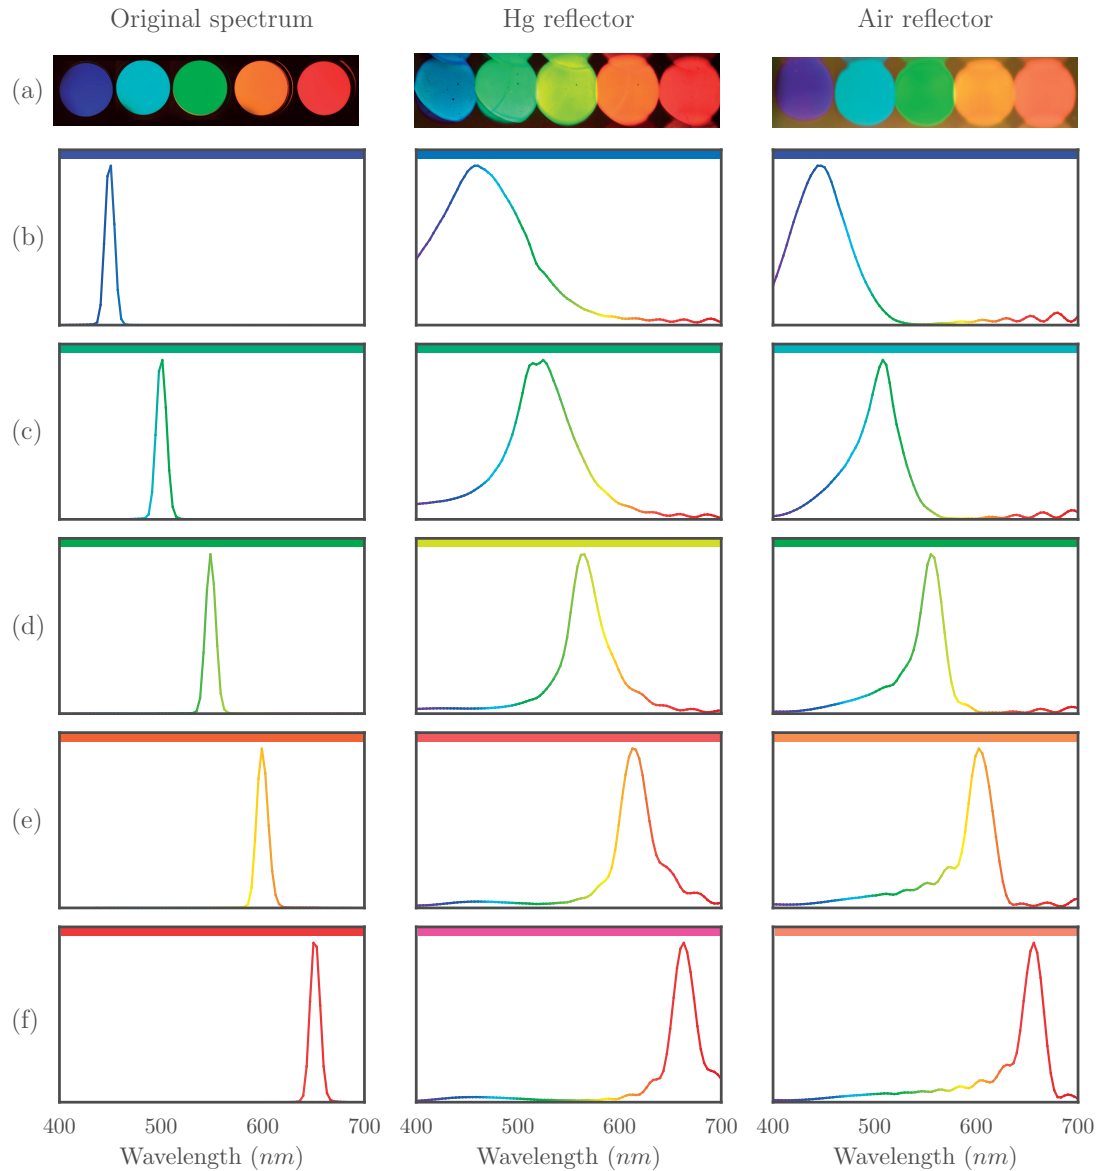 Original spectrum
Hg reflector
Air reflector
(a)
(b)
(c)
(d)
(e)
(f)
400 500 600 700
400 500 600 700
400 500 600 700
Wavelength (nm)
Wavelength (nm)
Wavelength (nm)